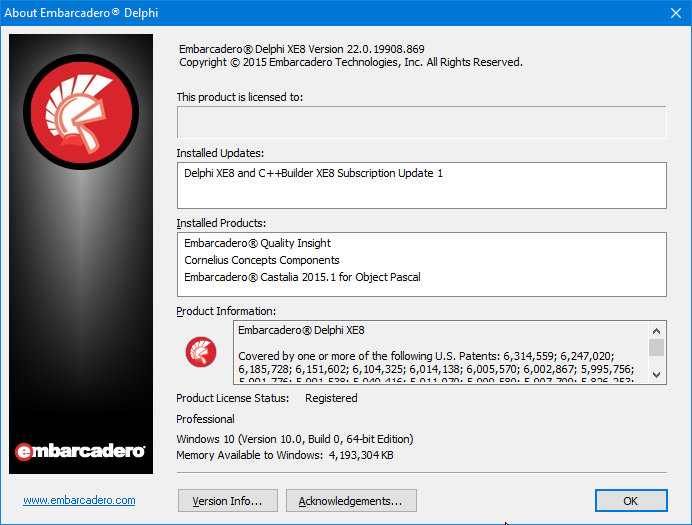 About Embarcadero® Delphi
Embarcadero® Delphi XE8 Version 22.0.19908.869
Copyright © 2015 Embarcadero Technologies, Inc. All Rights Reserved.
This product is licensed to:
Installed Updates:
Delphi XE8 and C++Builder XE8 Subscription Update 1
Installed Products:
Embarcadero® Quality Insight
Cornelius Concepts Components
Embarcadero® Castalia 2015.1 for Object Pascal
Product Information:
Embarcadero® Delphi XE8
Covered by one or more of the following U.S. Patents: 6,314,559; 6,247,020;
6,185,728; 6,151,602; 6,104,325; 6,014,138; 6,005,570; 6,002,867; 5,995,756;
Product License Status: Registered
Professional
Windows 10 (Version 10.0, Build 0, 64-bit Edition)
Memory Available to Windows: 4,193,304 KB
embarcadero®
www.embarcadero.com
Version Info...
Acknowledgements...
OK